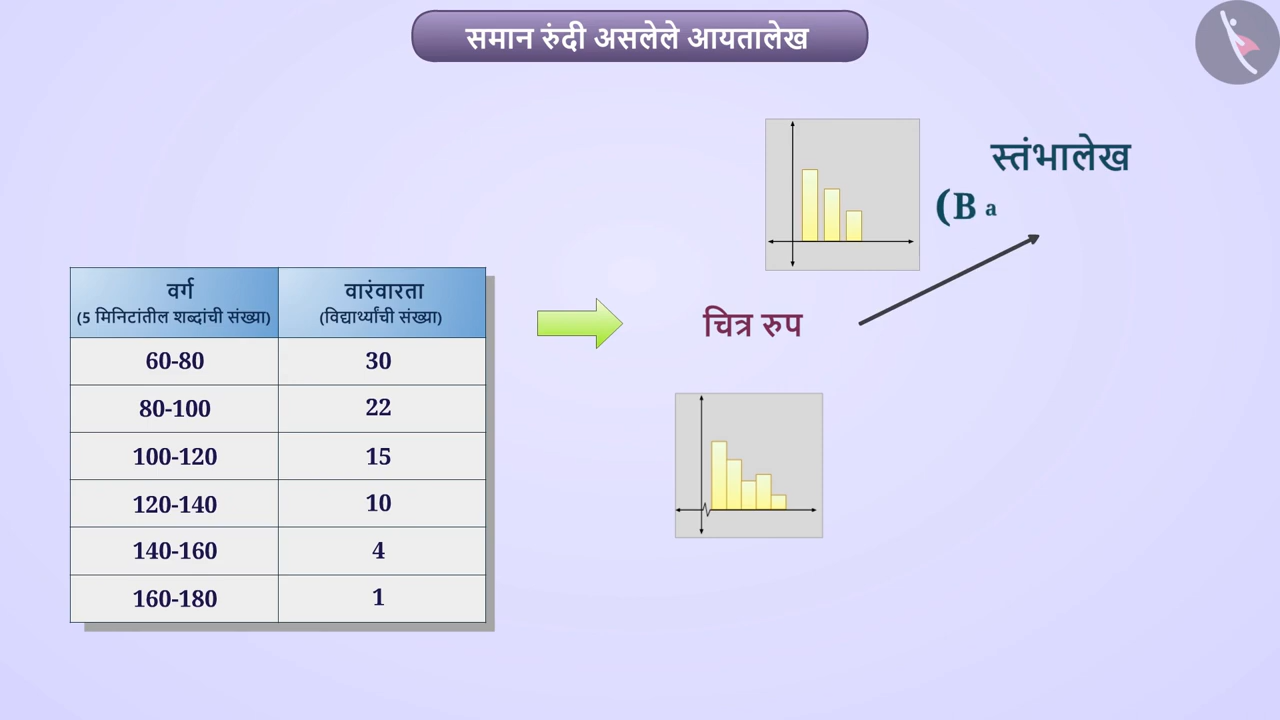 समान रुंदी असलेले आयतालेख
स्तंभालेख
(B a
वर्ग वारंवारता
(5 मिनिटांतील शब्दांची संख्या) (विद्यार्थ्यांची संख्या)
चित्र रुप
60-80 30
80-100 22
100-120 15
120-140 10
140-160 4
160-180 1